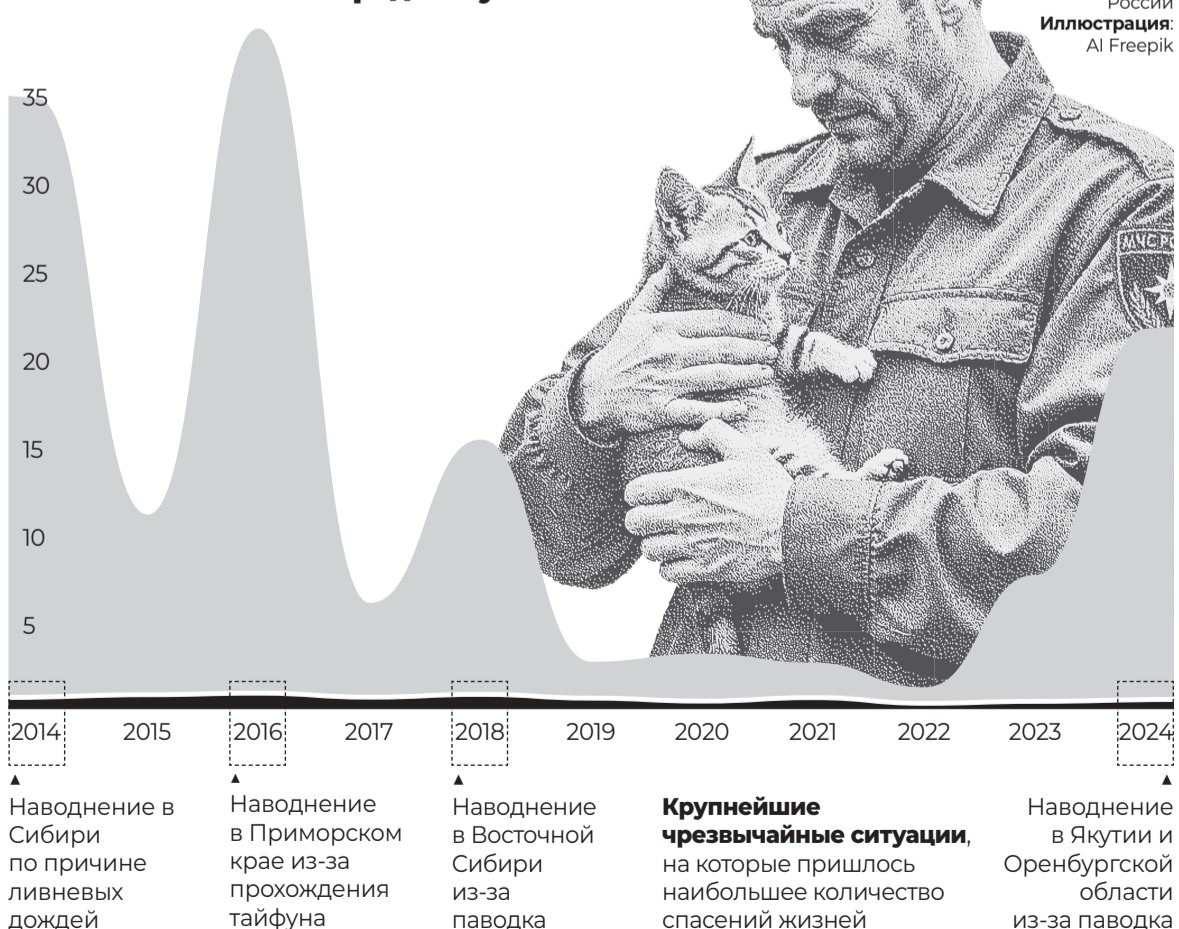 России
Иллюстрация:
AI Freepik
35
30
25
20
15
10
5
МЧС РО
2014
2015
2016
2017
2018
2019
2020
2021
2022
2023
2024
Наводнение в
Сибири
по причине
ливневых
дождей
Наводнение
в Приморском
крае из-за
прохождения
тайфуна
Наводнение
в Восточной
Сибири
из-за
паводка
Крупнейшие
чрезвычайные ситуации,
на которые пришлось
наибольшее количество
спасений жизней
Наводнение
в Якутии и
Оренбургской
области
из-за паводка